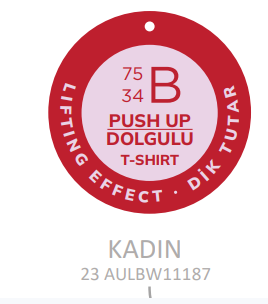 75
34 B
PUSH UP
DOLGULU
T-SHIRT
LIFTING EFFECT · DİK TUTAR
KADIN
23 AULBW11187